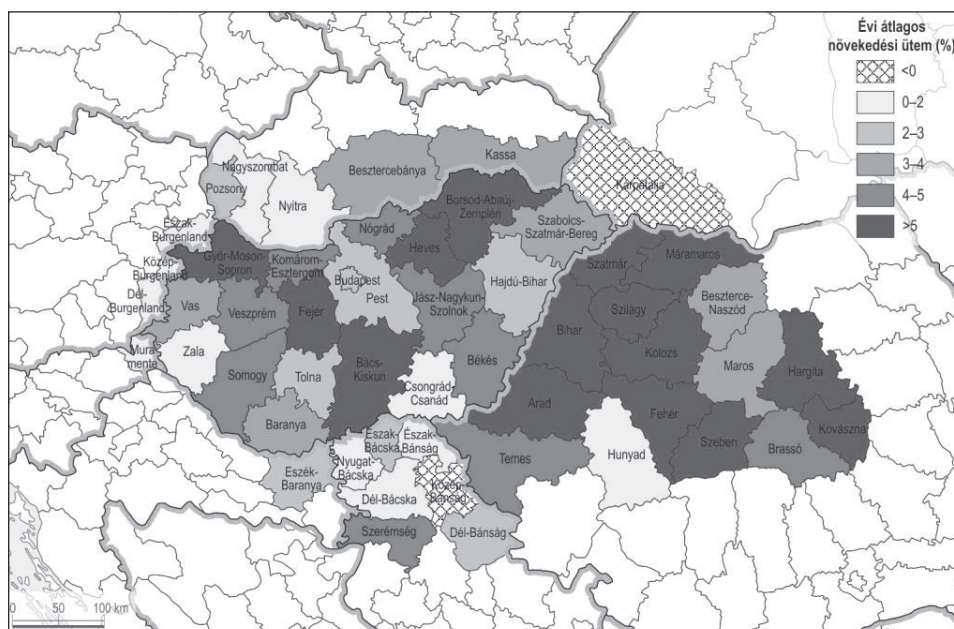 Évi átlagos
növekedési ütem (%)
<0
0–2
2–3
3–4
4–5
>5
Kassa
Besztercebánya
Nagyszombat
Pozsony
Nyitra
Kárpátalja
Borsod-Abaúj-
Zemplén
Szabolcs-
Szatmár-Bereg
Nógrád
Heves
Észak-
Burgenland
Győr-Moson-
Sopron
Komárom-
Esztergom
Közép-
Burgenland
Dél-
Burgenland
Budapest
Pest
Hajdú-Bihar
Jász-Nagykun-
Szolnok
Szatmár
Máramaros
Szilágy
Beszterce-
Naszód
Bihar
Kolozs
Maros
Hargita
Vas
Veszprém
Fejér
Mura-
mente
Zala
Somogy
Tolna
Bács-
Kiskun
Békés
Csongrád-
Csanád
Baranya
Arad
Fehér
Kovászna
Szeben
Brassó
Hunyad
Temes
Észak-
Bácska
Észak-
Bánság
Nyugat-
Bácska
Eszék-
Baranya
Közép-
Bánság
Dél-Bácska
Szerémség
Dél-Bánság
0 50 100 km